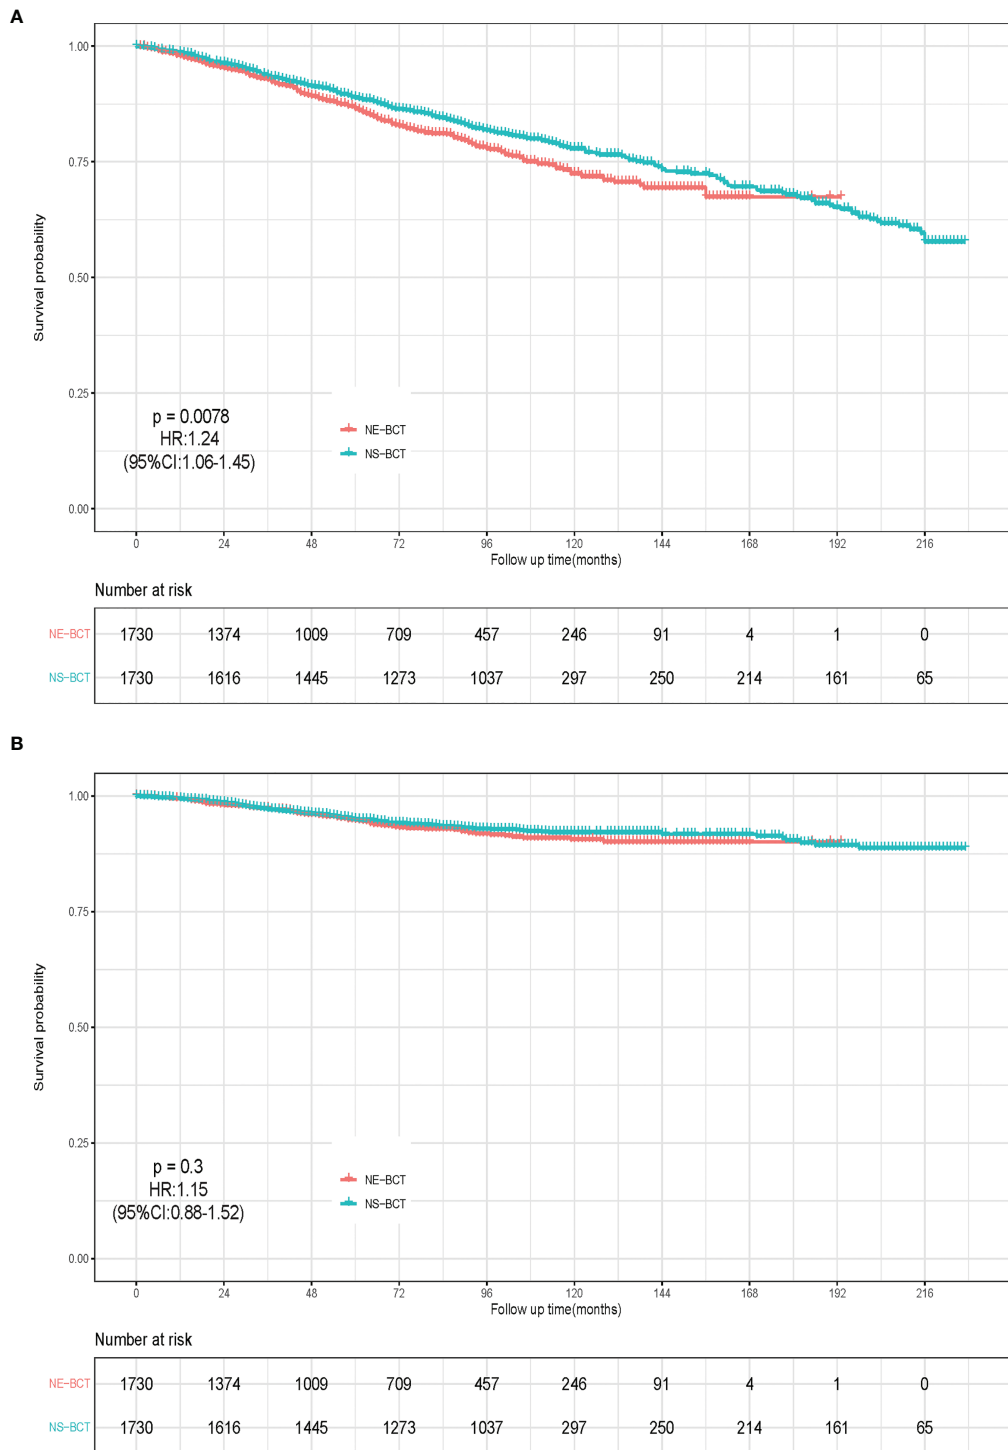 A
1.00
0.75
0.50
0.25
0.00
Survival probability
p = 0.0078
HR:1.24
(95%CI:1.06-1.45)
NE-BCT
NS-BCT
0 24 48 72 96 120 144 168 192 216
Follow up time(months)
Number at risk
NE-BCT 1730 1374 1009 709 457 246 91 4 1 0
NS-BCT 1730 1616 1445 1273 1037 297 250 214 161 65
B
1.00
0.75
0.50
0.25
0.00
Survival probability
p = 0.3
HR:1.15
(95%CI:0.88-1.52)
NE-BCT
NS-BCT
0 24 48 72 96 120 144 168 192 216
Follow up time(months)
Number at risk
NE-BCT 1730 1374 1009 709 457 246 91 4 1 0
NS-BCT 1730 1616 1445 1273 1037 297 250 214 161 65